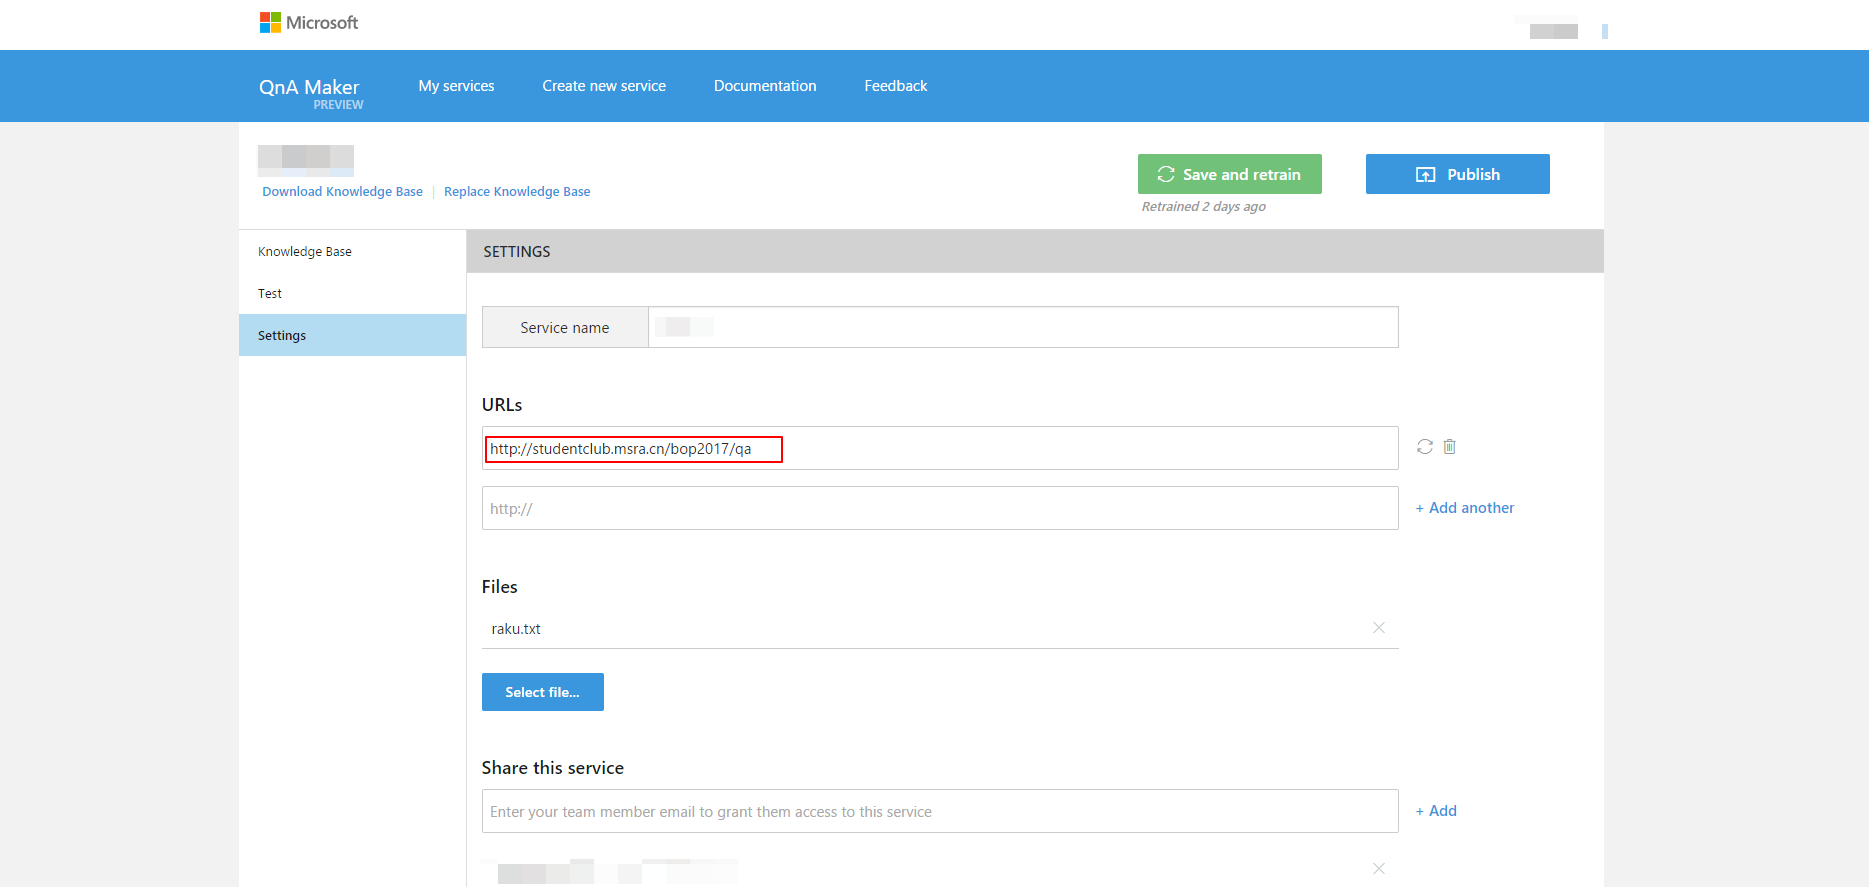 Microsoft
QnA Maker
PREVIEW
My services
Create new service
Documentation
Feedback
Download Knowledge Base
Replace Knowledge Base
Save and retrain
Publish
Retrained 2 days ago
Knowledge Base
Test
Settings
SETTINGS
Service name
URLs
http://studentclub.msra.cn/bop2017/qa
http://
+ Add another
Files
raku.txt
Select file...
Share this service
Enter your team member email to grant them access to this service
+ Add